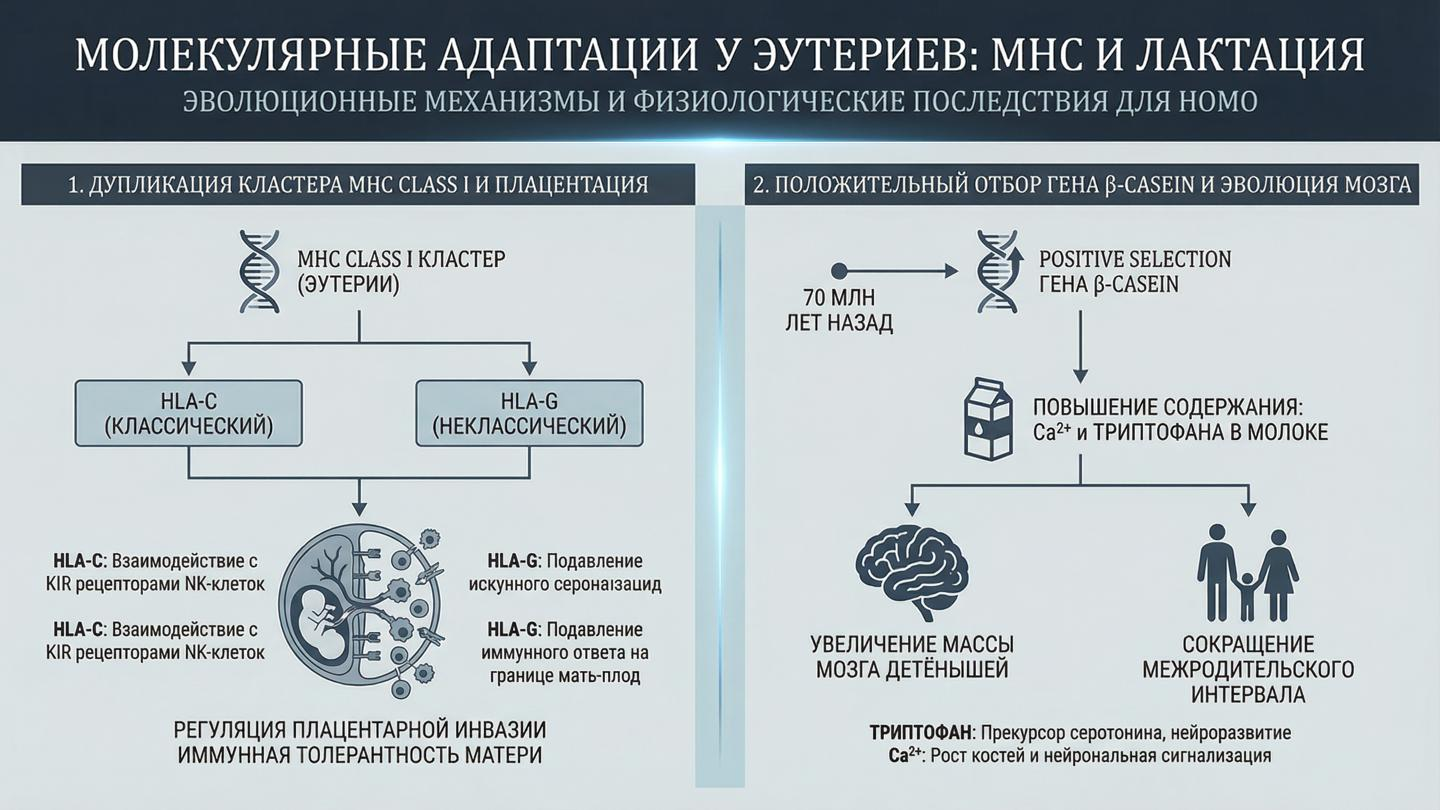 МОЛЕКУЛЯРНЫЕ АДАПТАЦИИ У ЭУТЕРИЕВ: МНС И ЛАКТАЦИЯ
ЭВОЛЮЦИОННЫЕ МЕХАНИЗМЫ И ФИЗИОЛОГИЧЕСКИЕ ПОСЛЕДСТВИЯ ДЛЯ HOMO
1. ДУПЛИКАЦИЯ КЛАСТЕРА MHC CLASS I И ПЛАЦЕНТАЦИЯ
MHC CLASS I КЛАСТЕР
(ЭУТЕРИИ)
HLA-C
(КЛАССИЧЕСКИЙ)
HLA-G
(НЕКЛАССИЧЕСКИЙ)
HLA-C: Взаимодействие с
KIR рецепторами NK-клеток
HLA-C: Взаимодействие с
KIR рецепторами NK-клеток
HLA-G: Подавление
искунного серонаізацид
HLA-G: Подавление
иммунного ответа на
границе мать-плод
РЕГУЛЯЦИЯ ПЛАЦЕНТАРНОЙ ИНВАЗИИ
ИММУННАЯ ТОЛЕРАНТНОСТЬ МАТЕРИ
2. ПОЛОЖИТЕЛЬНЫЙ ОТБОР ГЕНА β-CASEIN И ЭВОЛЮЦИЯ МОЗГА
70 МЛН
ЛЕТ НАЗАД
POSITIVE SELECTION
ГЕНА β-CASEIN
ПОВЫШЕНИЕ СОДЕРЖАНИЯ:
Ca²⁺ и ТРИПТОФАНА В МОЛОКЕ
УВЕЛИЧЕНИЕ МАССЫ
МОЗГА ДЕТЁНЫШЕЙ
СОКРАЩЕНИЕ
МЕЖРОДИТЕЛЬСКОГО
ИНТЕРВАЛА
ТРИПТОФАН: Прекурсор серотонина, нейроразвитие
Ca²⁺: Рост костей и нейрональная сигнализация